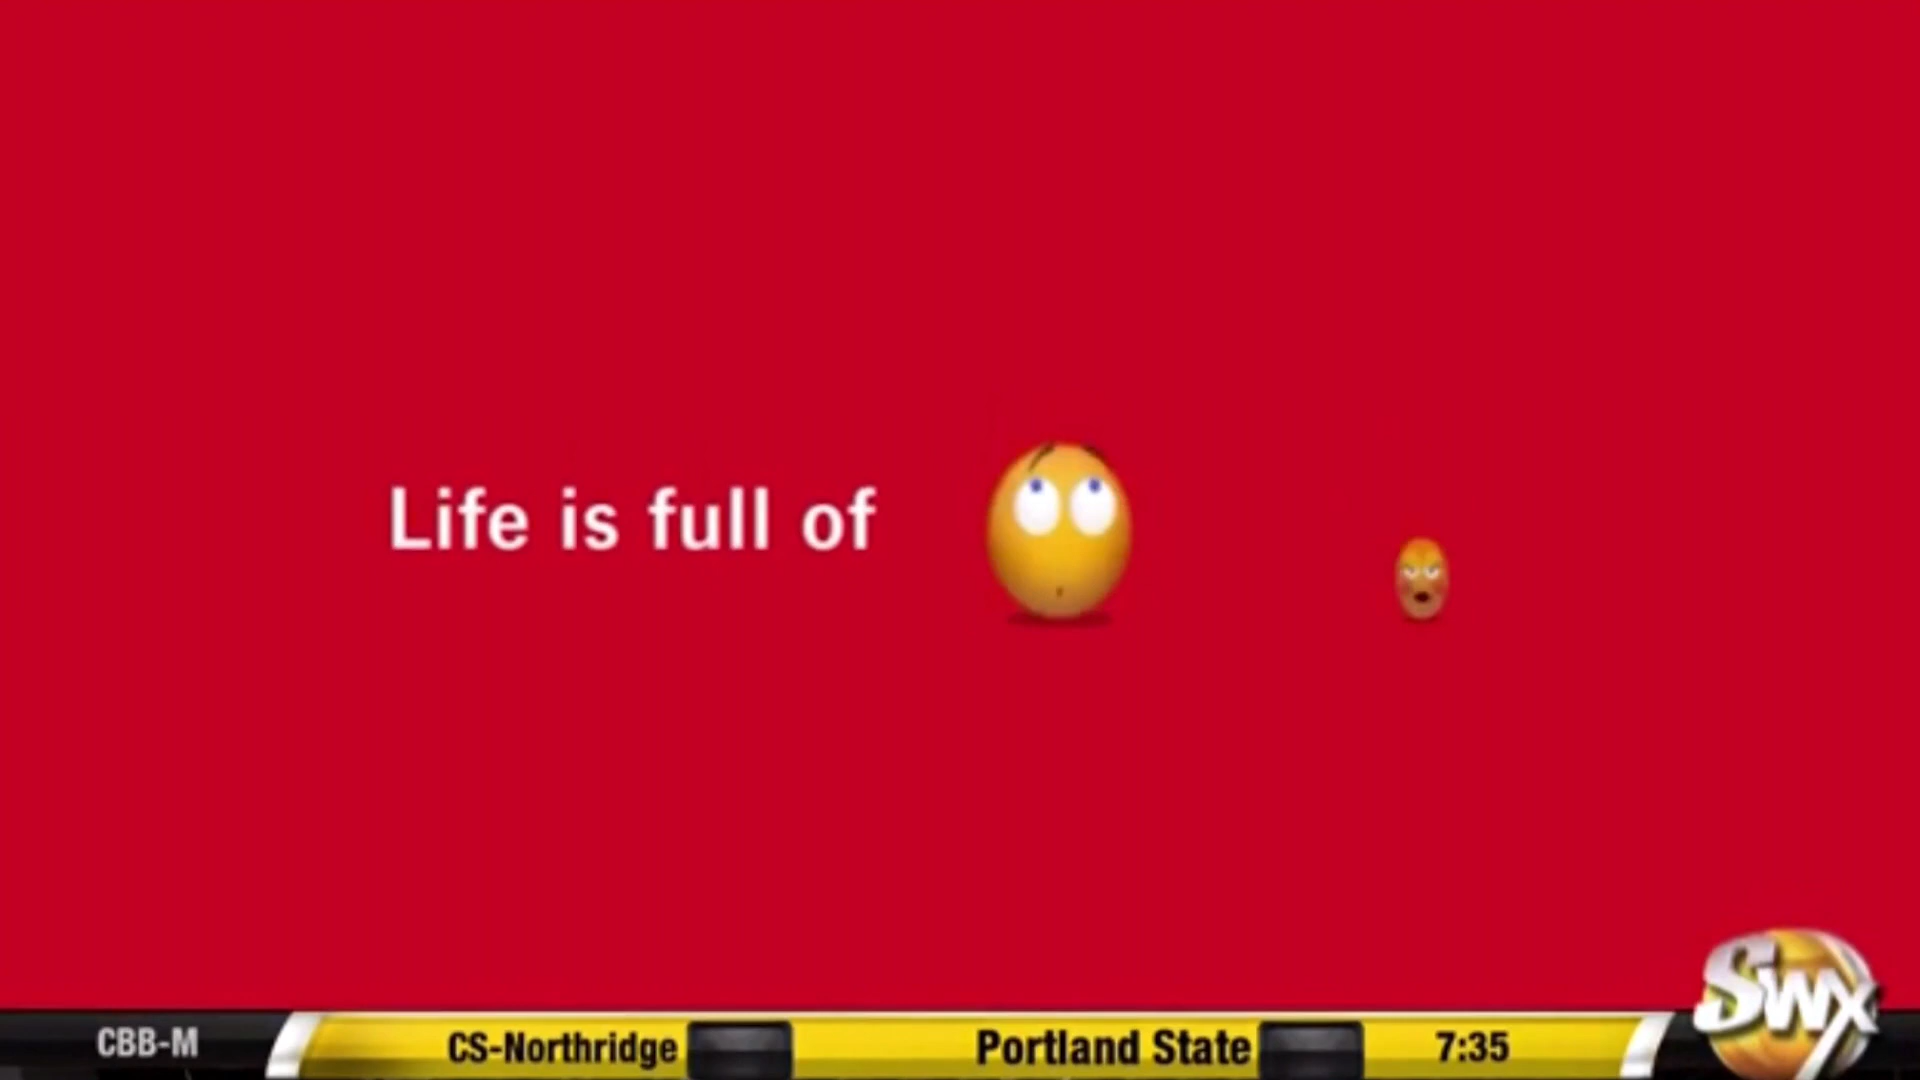 Life is full of
CBB-M CS-Northridge Portland State 7:35
SWX